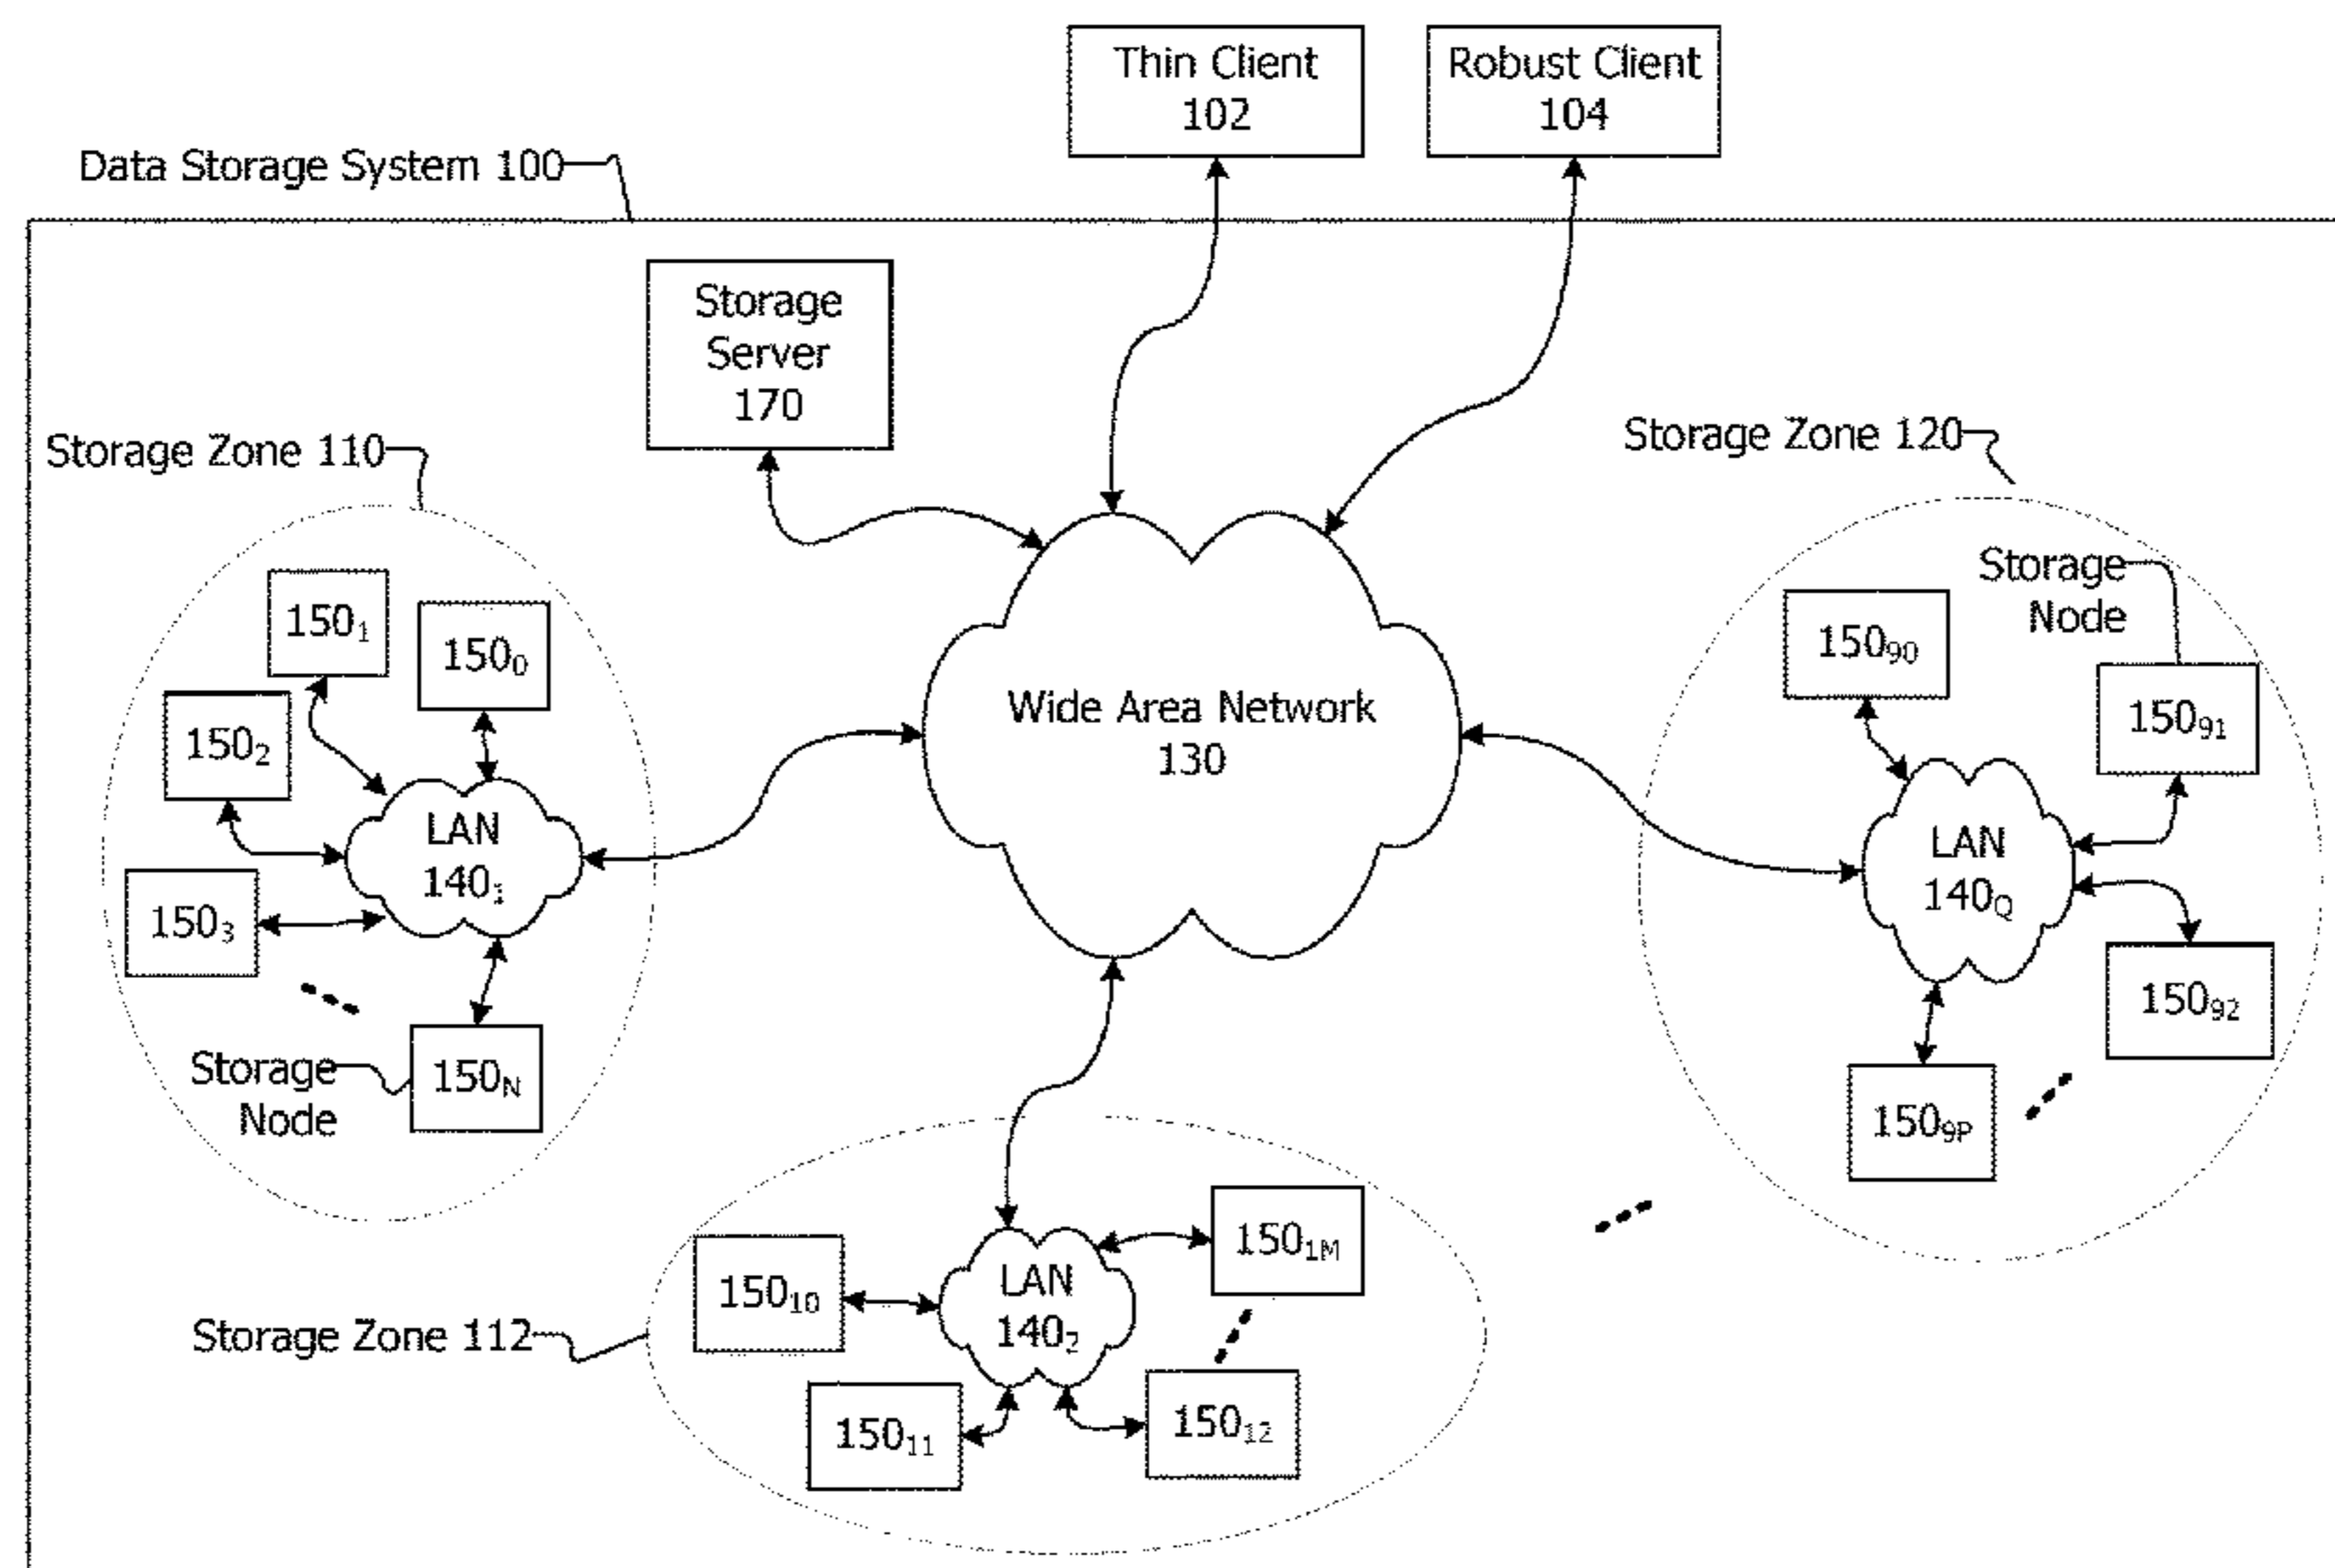 Thin Client
102
Robust Client
104
Data Storage System 100
Storage
Server
170
Storage Zone 110
Storage Zone 120
150₁
150₀
150₂
LAN
140₁
150₃
150N
Storage
Node
Wide Area Network
130
Storage
Node
150₉₀
150₉₁
LAN
140Q
150₉₂
150₉P
Storage Zone 112
150₁₀
LAN
140₂
150₁M
150₁₁
150₁₂